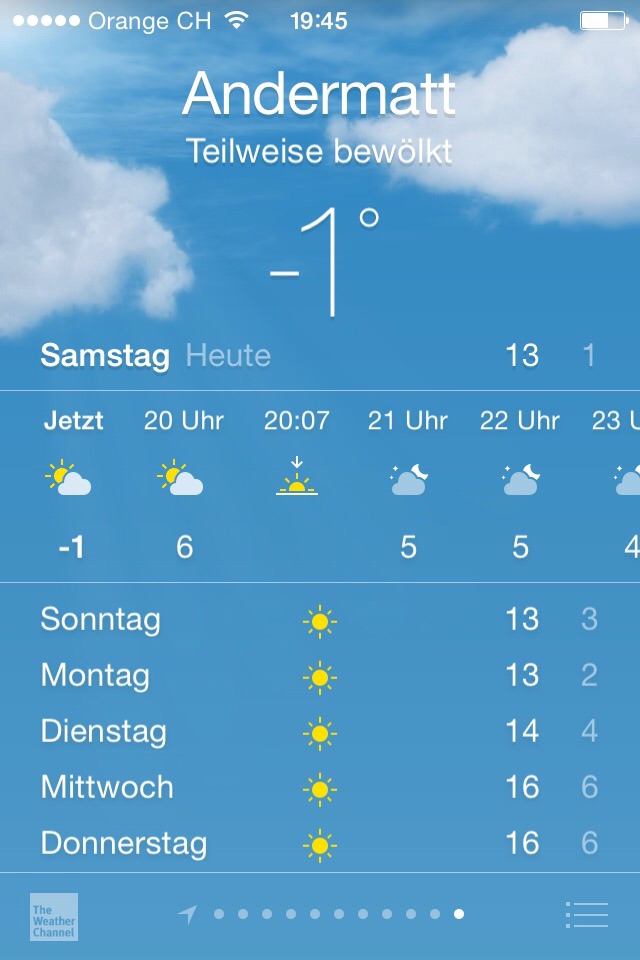 Orange CH 19:45
Andermatt
Teilweise bewölkt
-1°
Samstag Heute 13 1
Jetzt 20 Uhr 20:07 21 Uhr 22 Uhr 23 U
-1 6 5 5 4
Sonntag 13 3
Montag 13 2
Dienstag 14 4
Mittwoch 16 6
Donnerstag 16 6
The
Weather
Channel